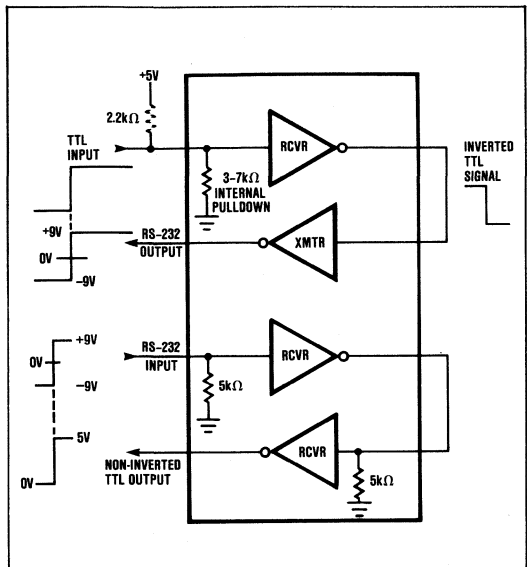 +5V
2.2kΩ
TTL
INPUT
RCVR
INVERTED
TTL
SIGNAL
3-7kΩ
INTERNAL
PULLDOWN
+9V
RS-232
OUTPUT
XMTR
0V
-9V
+9V
RS-232
INPUT
RCVR
0V
-9V
5kΩ
5V
NON-INVERTED
TTL OUTPUT
RCVR
0V
5kΩ